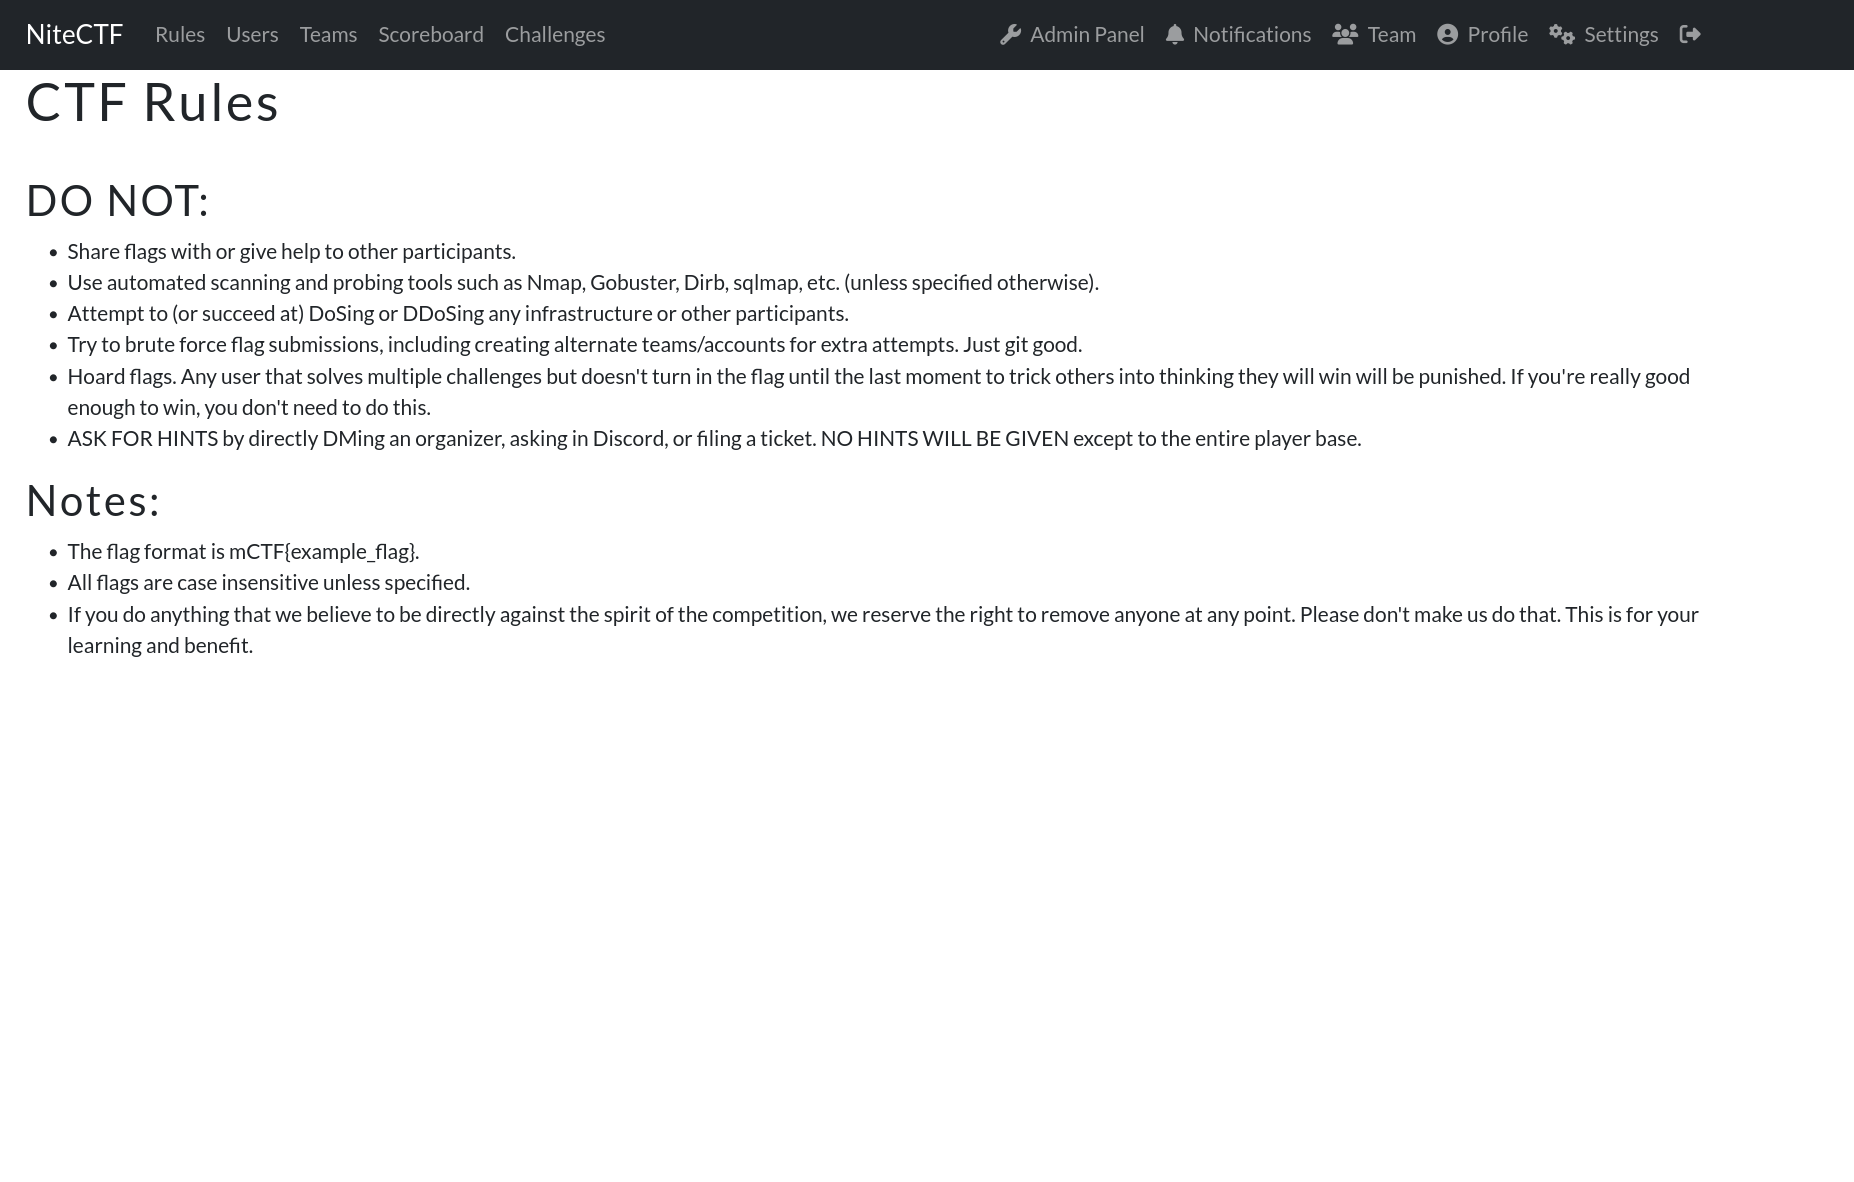 NiteCTF Rules Users Teams Scoreboard Challenges Admin Panel Notifications Team Profile Settings
CTF Rules
DO NOT:
• Share flags with or give help to other participants.
• Use automated scanning and probing tools such as Nmap, Gobuster, Dirb, sqlmap, etc. (unless specified otherwise).
• Attempt to (or succeed at) DoSing or DDoSing any infrastructure or other participants.
• Try to brute force flag submissions, including creating alternate teams/accounts for extra attempts. Just git good.
• Hoard flags. Any user that solves multiple challenges but doesn't turn in the flag until the last moment to trick others into thinking they will win will be punished. If you're really good
enough to win, you don't need to do this.
• ASK FOR HINTS by directly DMing an organizer, asking in Discord, or filing a ticket. NO HINTS WILL BE GIVEN except to the entire player base.
Notes:
• The flag format is mCTF{example_flag}.
• All flags are case insensitive unless specified.
• If you do anything that we believe to be directly against the spirit of the competition, we reserve the right to remove anyone at any point. Please don't make us do that. This is for your
learning and benefit.